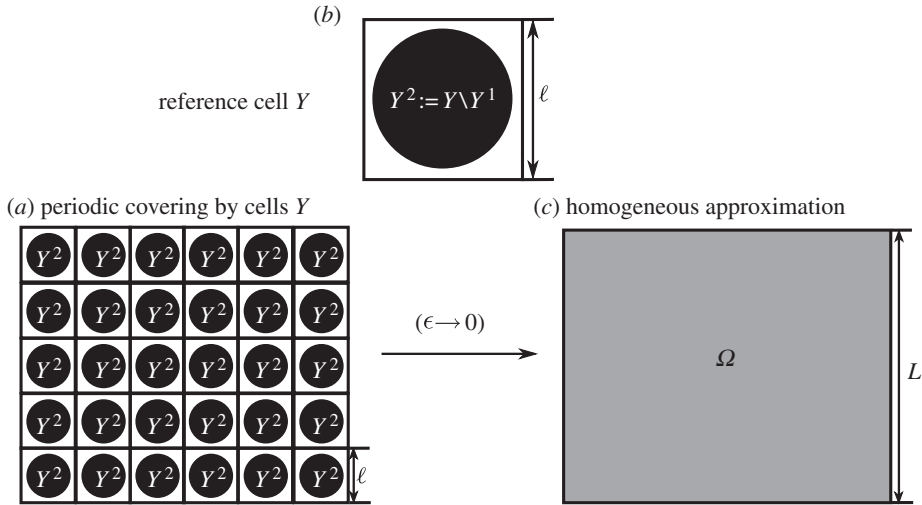 (b)
reference cell Y
Y²:= Y\Y¹
ℓ
(a) periodic covering by cells Y
(c) homogeneous approximation
Y² Y² Y² Y² Y² Y²
Y² Y² Y² Y² Y² Y²
(ϵ→0)
Y² Y² Y² Y² Y² Y²
Ω
L
Y² Y² Y² Y² Y² Y²
Y² Y² Y² Y² Y² Y²
ℓ